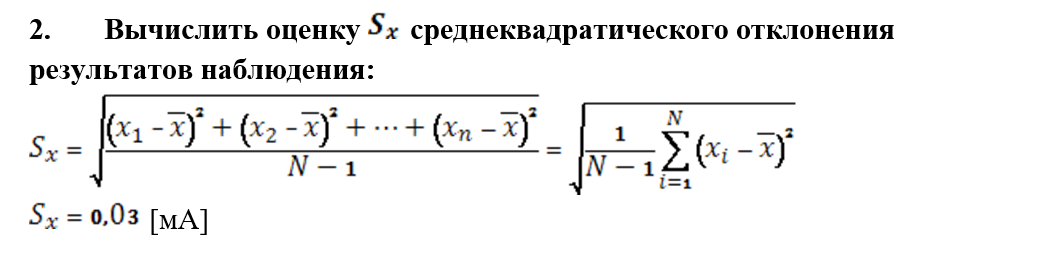 2. Вычислить оценку Sₓ среднеквадратического отклонения
результатов наблюдения:
Sₓ = √(((x₁ - x̅)² + (x₂ - x̅)² + ⋯ + (xₙ - x̅)²)/(N - 1)) = √((1/(N - 1)) ∑ᵢ₌₁ᴺ (xᵢ - x̅)²)
Sₓ = 0,03 [мА]